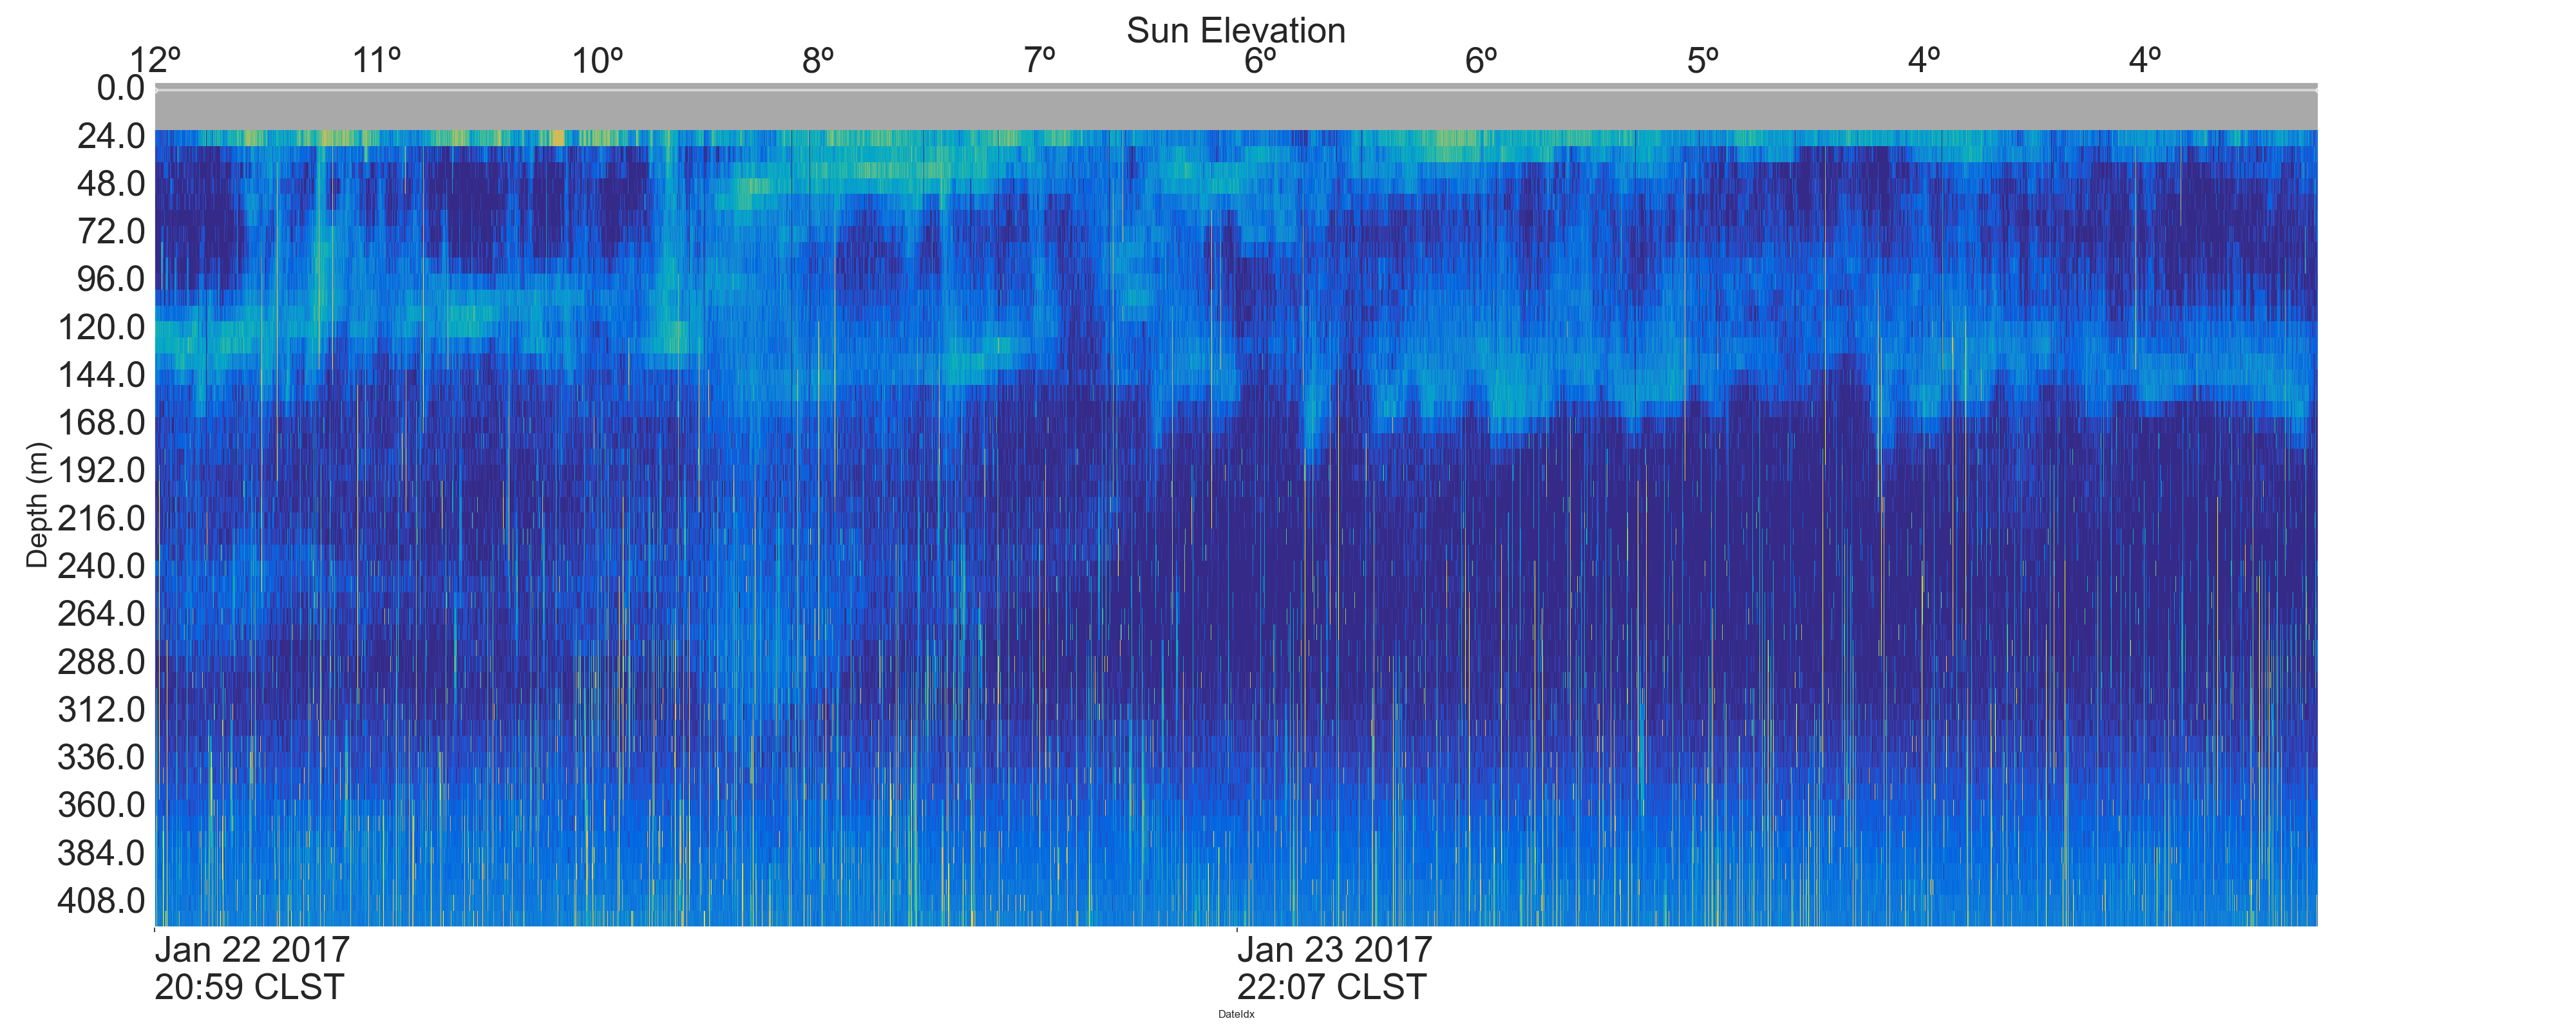 Sun Elevation
12º 11º 10º 8º 7º 6º 6º 5º 4º 4º
0.0
24.0
48.0
72.0
96.0
120.0
144.0
168.0
192.0
216.0
240.0
264.0
288.0
312.0
336.0
360.0
384.0
408.0
Depth (m)
Jan 22 2017
20:59 CLST
Jan 23 2017
22:07 CLST
DateIdx